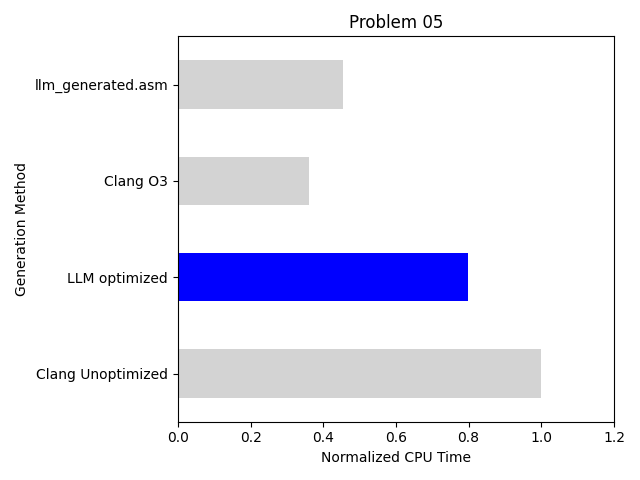 Problem 05
llm_generated.asm
Clang O3
LLM optimized
Clang Unoptimized
Generation Method
0.0 0.2 0.4 0.6 0.8 1.0 1.2
Normalized CPU Time